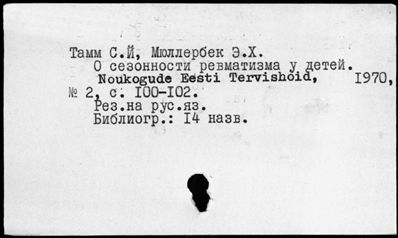 Тамм С.Й, Мюллербек Э.Х.
О сезонности ревматизма у детей.
Noukogude Eesti Tervishoid, 1970,
№ 2, с. 100-102.
Рез.на рус.яз.
Библиогр.: 14 назв.